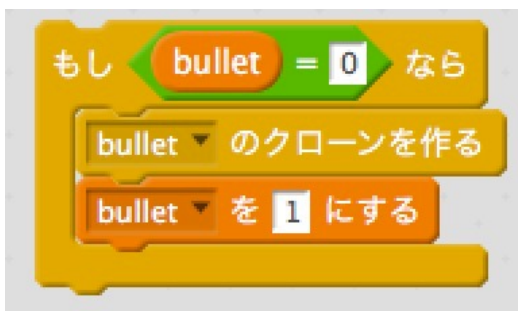 もし bullet = 0 なら
bullet のクローンを作る
bullet を 1 にする